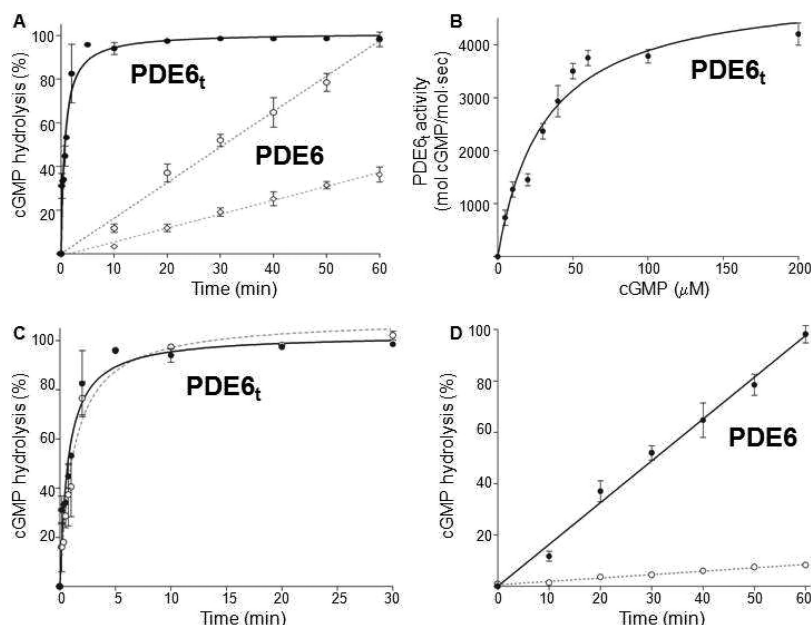 A
cGMP hydrolysis (%)
100
80
60
40
20
PDE6t
PDE6
0 10 20 30 40 50 60
Time (min)
B
PDE6t activity
(mol cGMP/mol·sec)
4000
3000
2000
1000
PDE6t
0 50 100 150 200
cGMP (μM)
C
cGMP hydrolysis (%)
100
80
60
40
20
PDE6t
0 5 10 15 20 25 30
Time (min)
D
cGMP hydrolysis (%)
100
80
60
40
20
PDE6
0 10 20 30 40 50 60
Time (min)